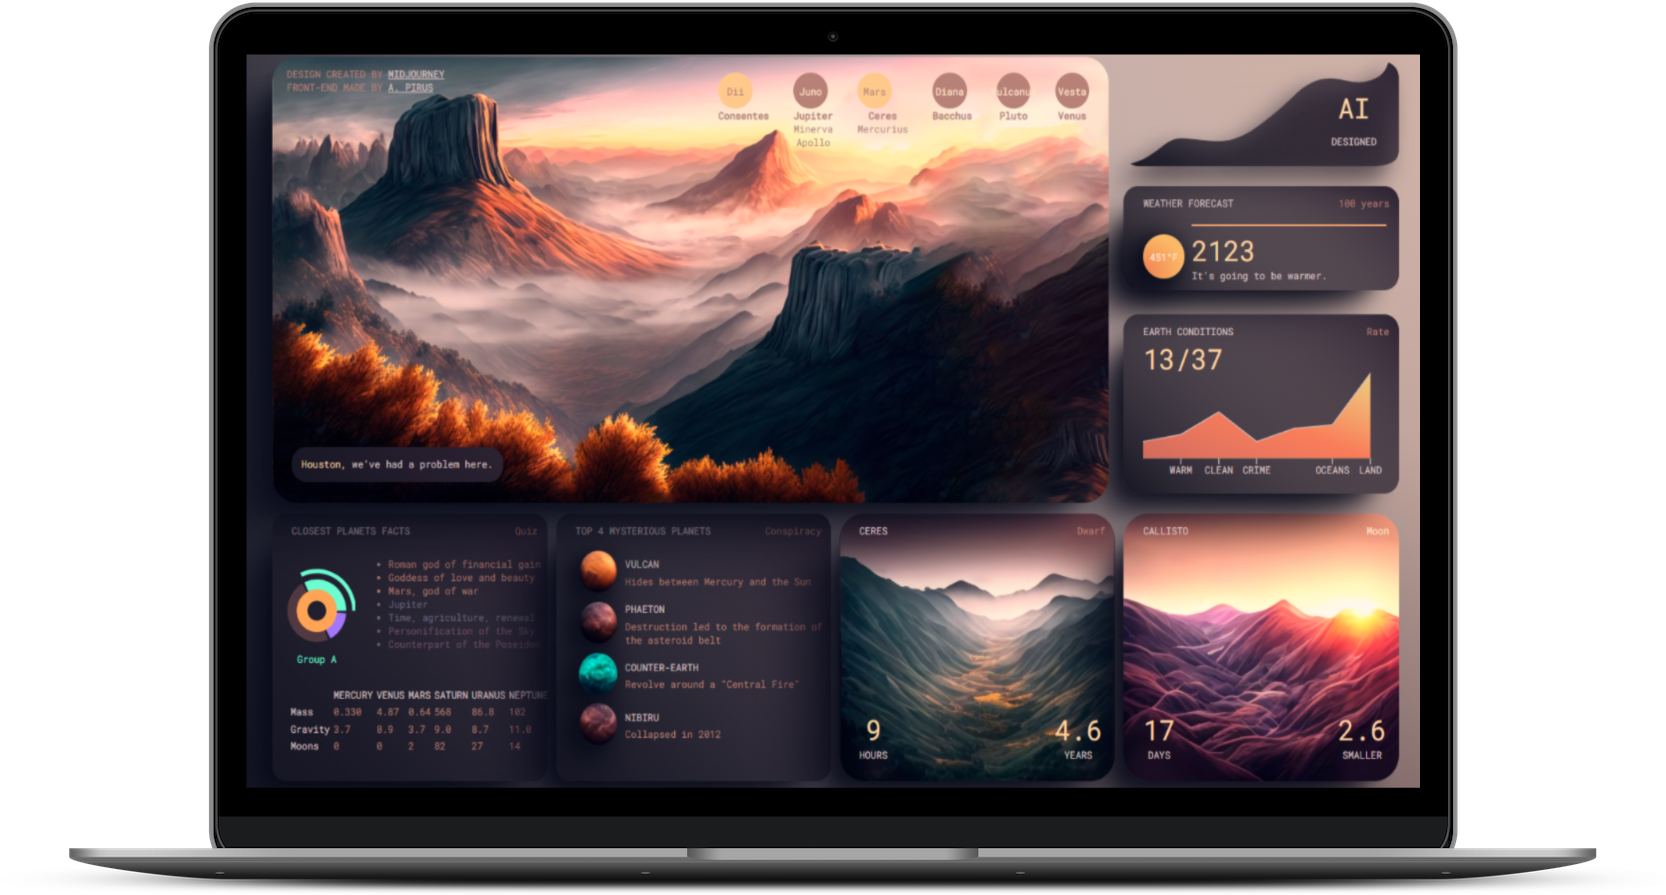 DESIGN CREATED BY MIDJOURNEY
FRONT-END MADE BY A. PIRUS
Dii
Consentes
Juno
Jupiter
Minerva
Apollo
Mars
Ceres
Mercurius
Diana
Bacchus
ulcanu
Pluto
Vesta
Venus
AI
DESIGNED
WEATHER FORECAST 100 years
451°F
2123
It's going to be warmer.
EARTH CONDITIONS Rate
13/37
WARM CLEAN CRIME OCEANS LAND
Houston, we've had a problem here.
CLOSEST PLANETS FACTS Quiz
• Roman god of financial gain
• Goddess of love and beauty
• Mars, god of war
• Jupiter
• Time, agriculture, renewal
• Personification of the Sky
• Counterpart of the Poseidon
Group A
MERCURY VENUS MARS SATURN URANUS NEPTUNE
Mass 0.330 4.87 0.64 568 86.8 102
Gravity 3.7 8.9 3.7 9.0 8.7 11.0
Moons 0 0 2 82 27 14
TOP 4 MYSTERIOUS PLANETS Conspiracy
VULCAN
Hides between Mercury and the Sun
PHAETON
Destruction led to the formation of
the asteroid belt
COUNTER-EARTH
Revolve around a "Central Fire"
NIBIRU
Collapsed in 2012
CERES Dwarf
9
HOURS
4.6
YEARS
CALLISTO Moon
17
DAYS
2.6
SMALLER